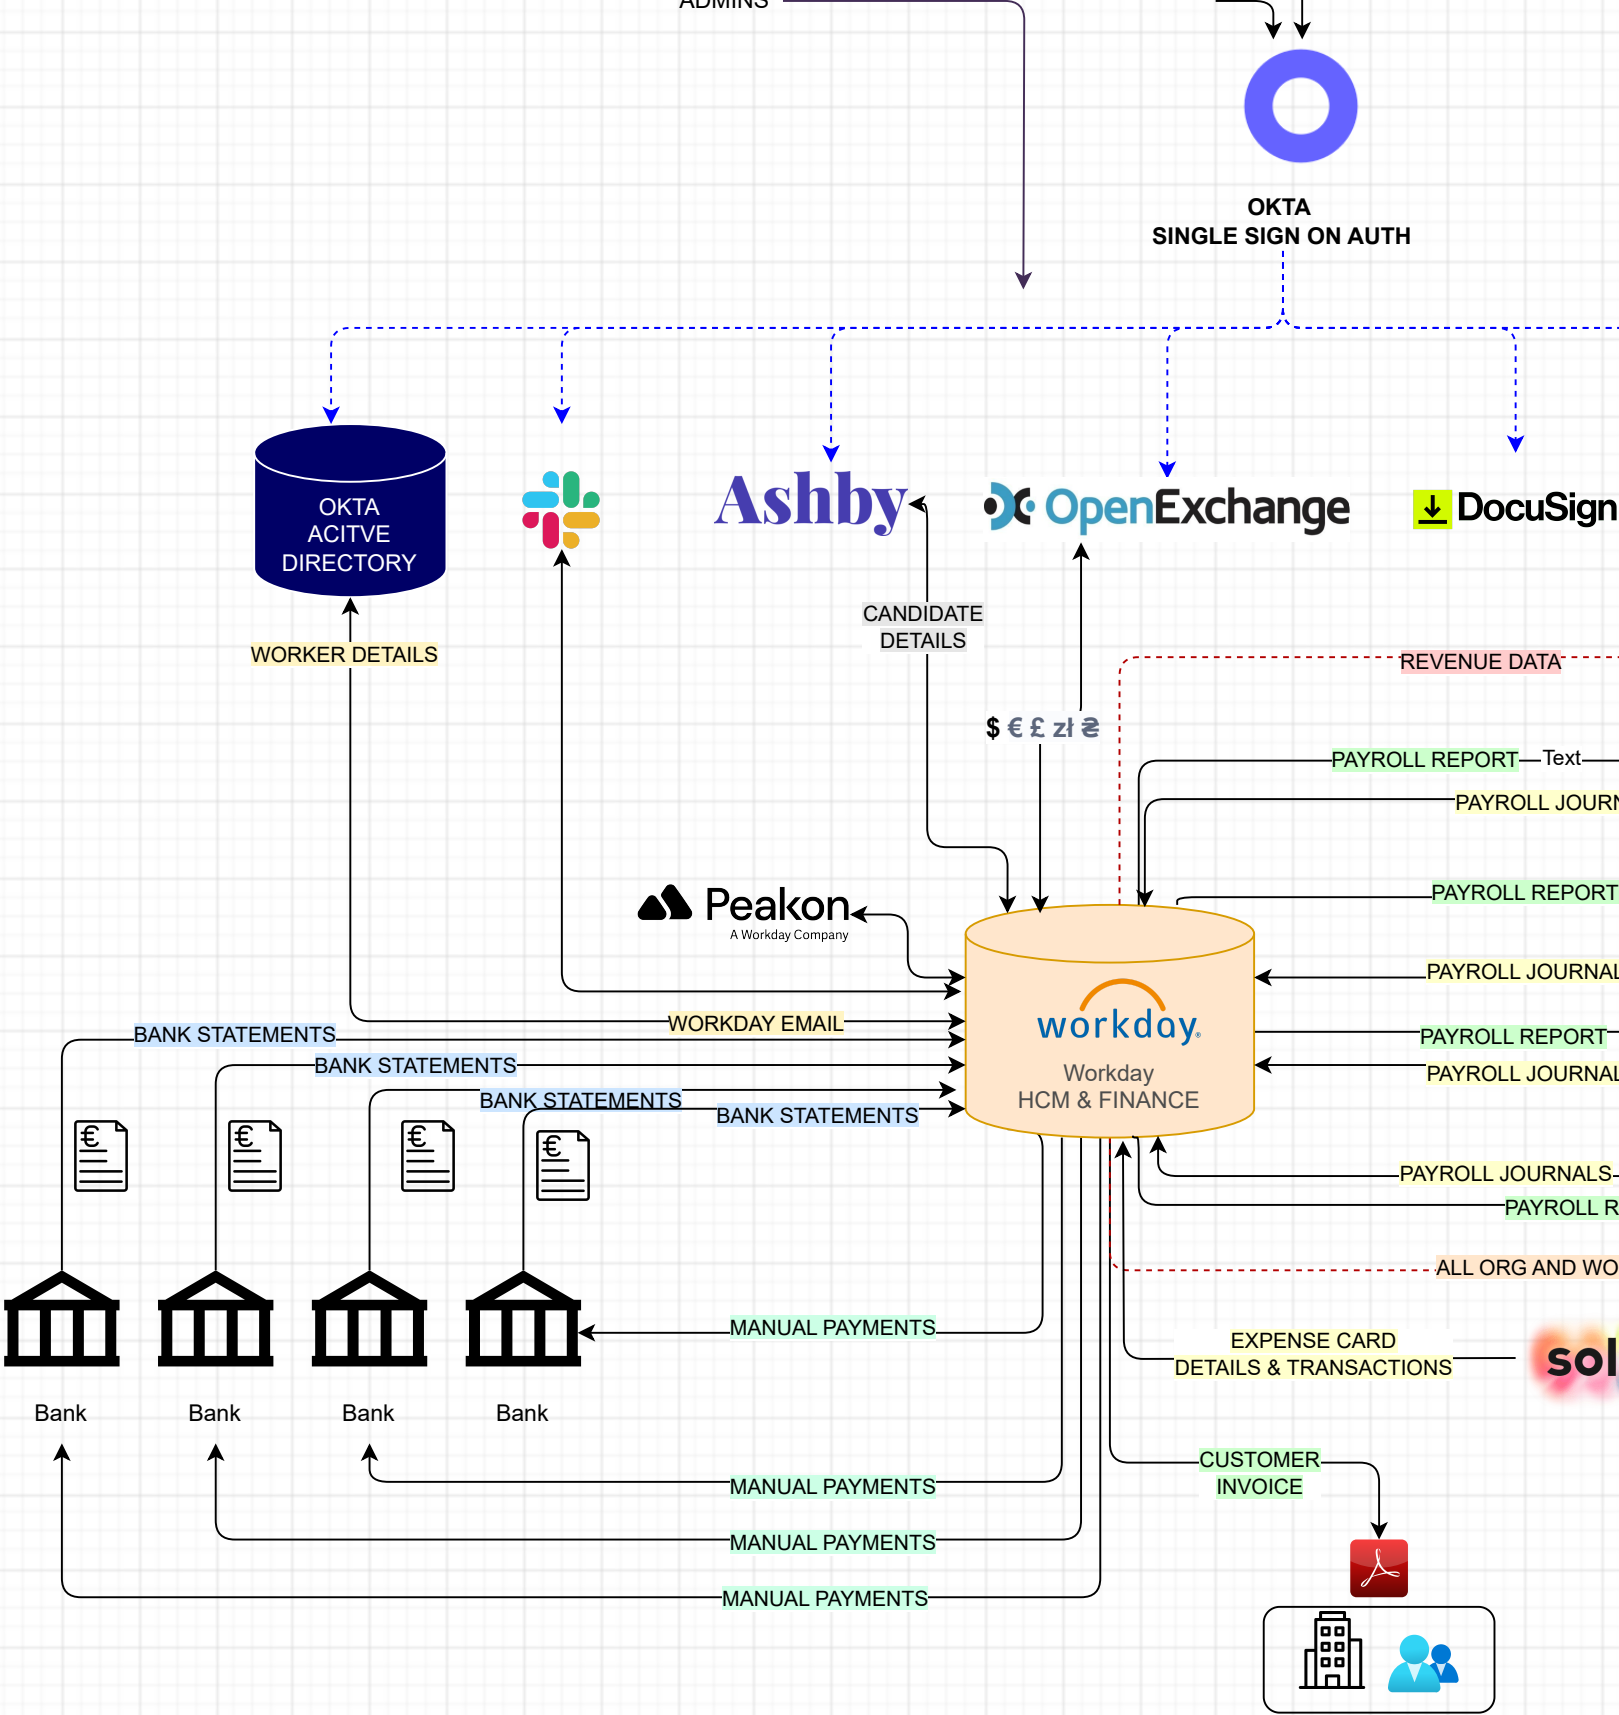 ADMINS
OKTA
SINGLE SIGN ON AUTH
OKTA
ACITVE
DIRECTORY
Ashby
OpenExchange
DocuSign
CANDIDATE
DETAILS
WORKER DETAILS
REVENUE DATA
$ € £ zł ₴
PAYROLL REPORT
Text
PAYROLL JOURN
Peakon
A Workday Company
PAYROLL REPORT
PAYROLL JOURNAL
workday®
Workday
HCM & FINANCE
WORKDAY EMAIL
BANK STATEMENTS
PAYROLL REPORT
BANK STATEMENTS
PAYROLL JOURNAL
BANK STATEMENTS
BANK STATEMENTS
€
€
€
€
PAYROLL JOURNALS
PAYROLL R
ALL ORG AND WO
MANUAL PAYMENTS
EXPENSE CARD
DETAILS & TRANSACTIONS
sol
Bank
Bank
Bank
Bank
CUSTOMER
INVOICE
MANUAL PAYMENTS
MANUAL PAYMENTS
MANUAL PAYMENTS